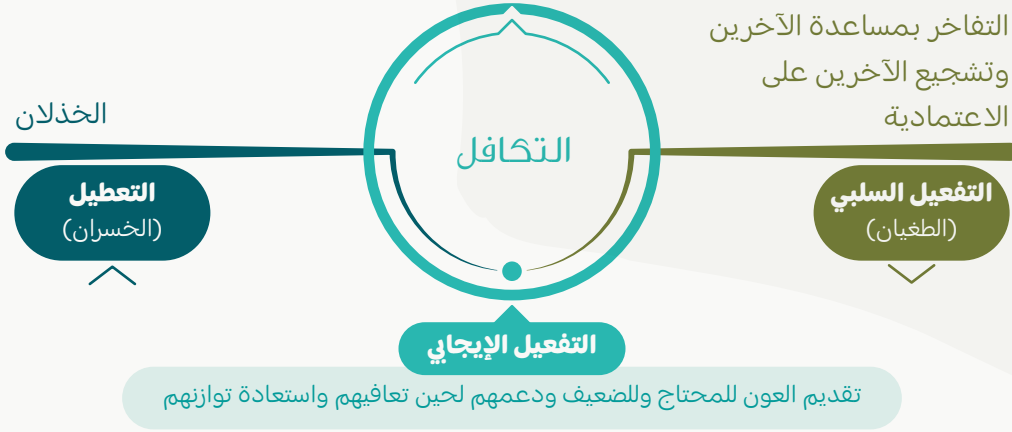 التفاخر بمساعدة الآخرين
وتشجيع الآخرين على
الاعتمادية
التفعيل السلبي
(الطغيان)
التكافل
الخذلان
التعطيل
(الخسران)
التفعيل الإيجابي
تقديم العون للمحتاج وللضعيف ودعمهم لحين تعافيهم واستعادة توازنهم